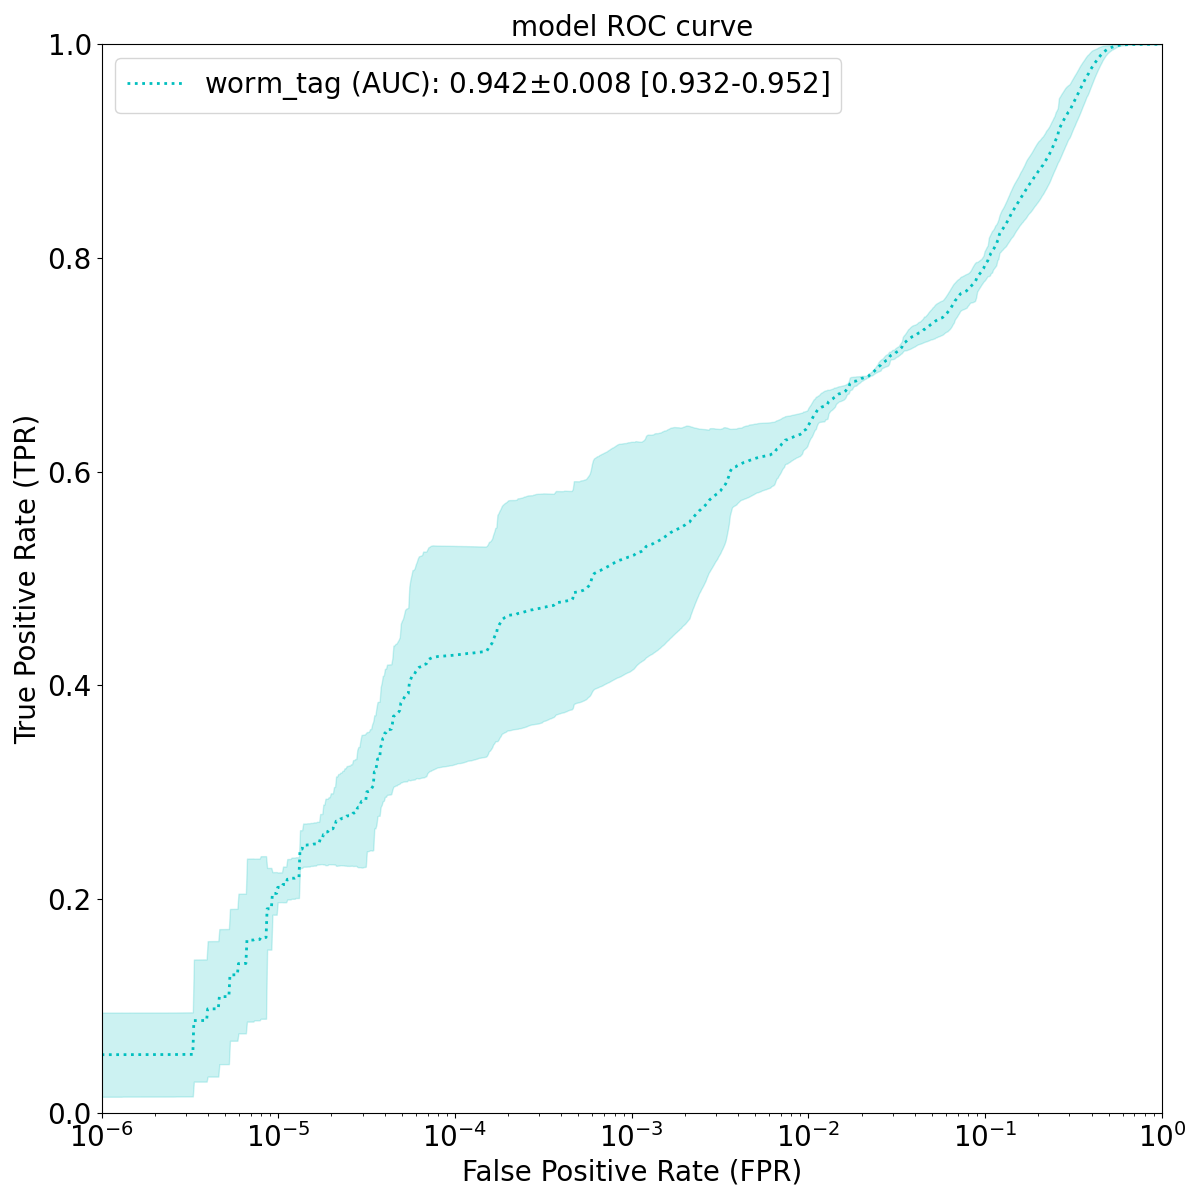 model ROC curve
worm_tag (AUC): 0.942±0.008 [0.932-0.952]
True Positive Rate (TPR)
1.0
0.8
0.6
0.4
0.2
0.0
10⁻⁶ 10⁻⁵ 10⁻⁴ 10⁻³ 10⁻² 10⁻¹ 10⁰
False Positive Rate (FPR)